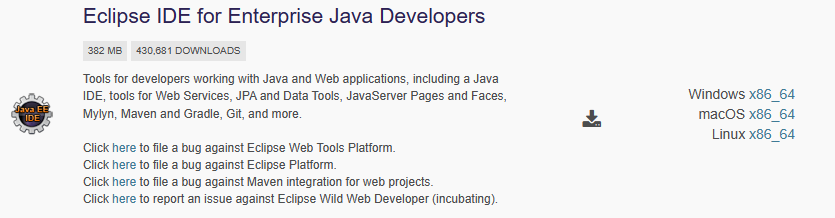 Eclipse IDE for Enterprise Java Developers
382 MB 430,681 DOWNLOADS
Tools for developers working with Java and Web applications, including a Java
IDE, tools for Web Services, JPA and Data Tools, JavaServer Pages and Faces,
Mylyn, Maven and Gradle, Git, and more.
Java EE
IDE
Click here to file a bug against Eclipse Web Tools Platform.
Click here to file a bug against Eclipse Platform.
Click here to file a bug against Maven integration for web projects.
Click here to report an issue against Eclipse Wild Web Developer (incubating).
Windows x86_64
macOS x86_64
Linux x86_64